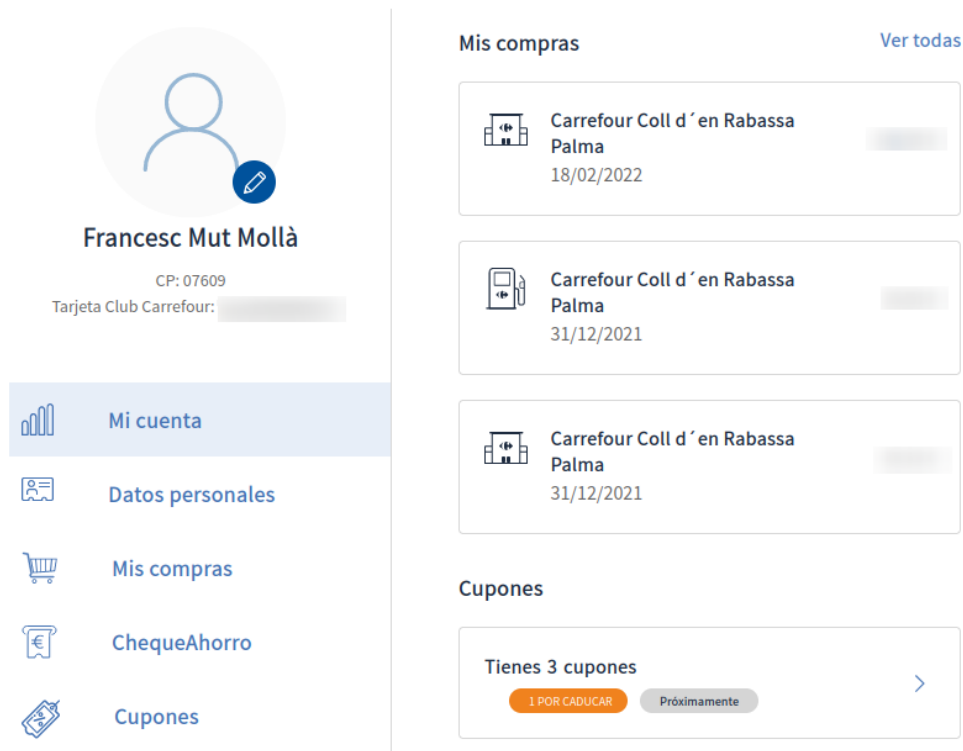 Francesc Mut Mollà
CP: 07609
Tarjeta Club Carrefour:
Mi cuenta
Datos personales
Mis compras
ChequeAhorro
Cupones
Mis compras
Ver todas
Carrefour Coll d´en Rabassa
Palma
18/02/2022
Carrefour Coll d´en Rabassa
Palma
31/12/2021
Carrefour Coll d´en Rabassa
Palma
31/12/2021
Cupones
Tienes 3 cupones
1 POR CADUCAR
Próximamente